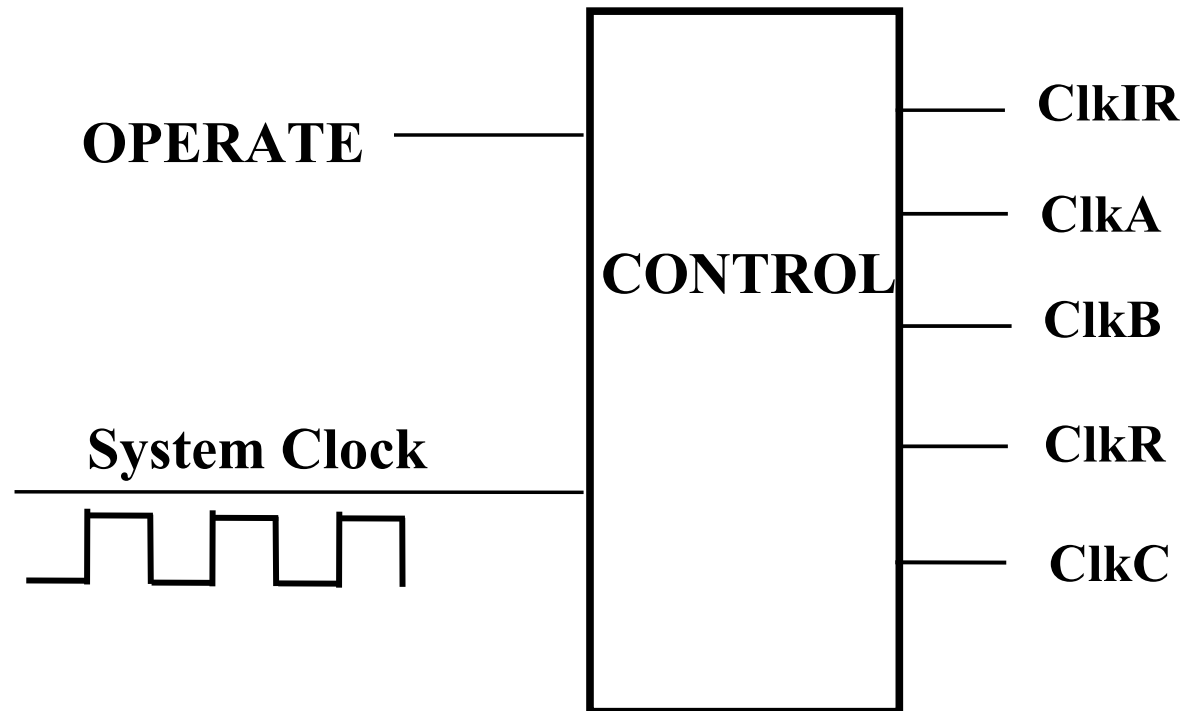 OPERATE
System Clock
CONTROL
ClkIR
ClkA
ClkB
ClkR
ClkC